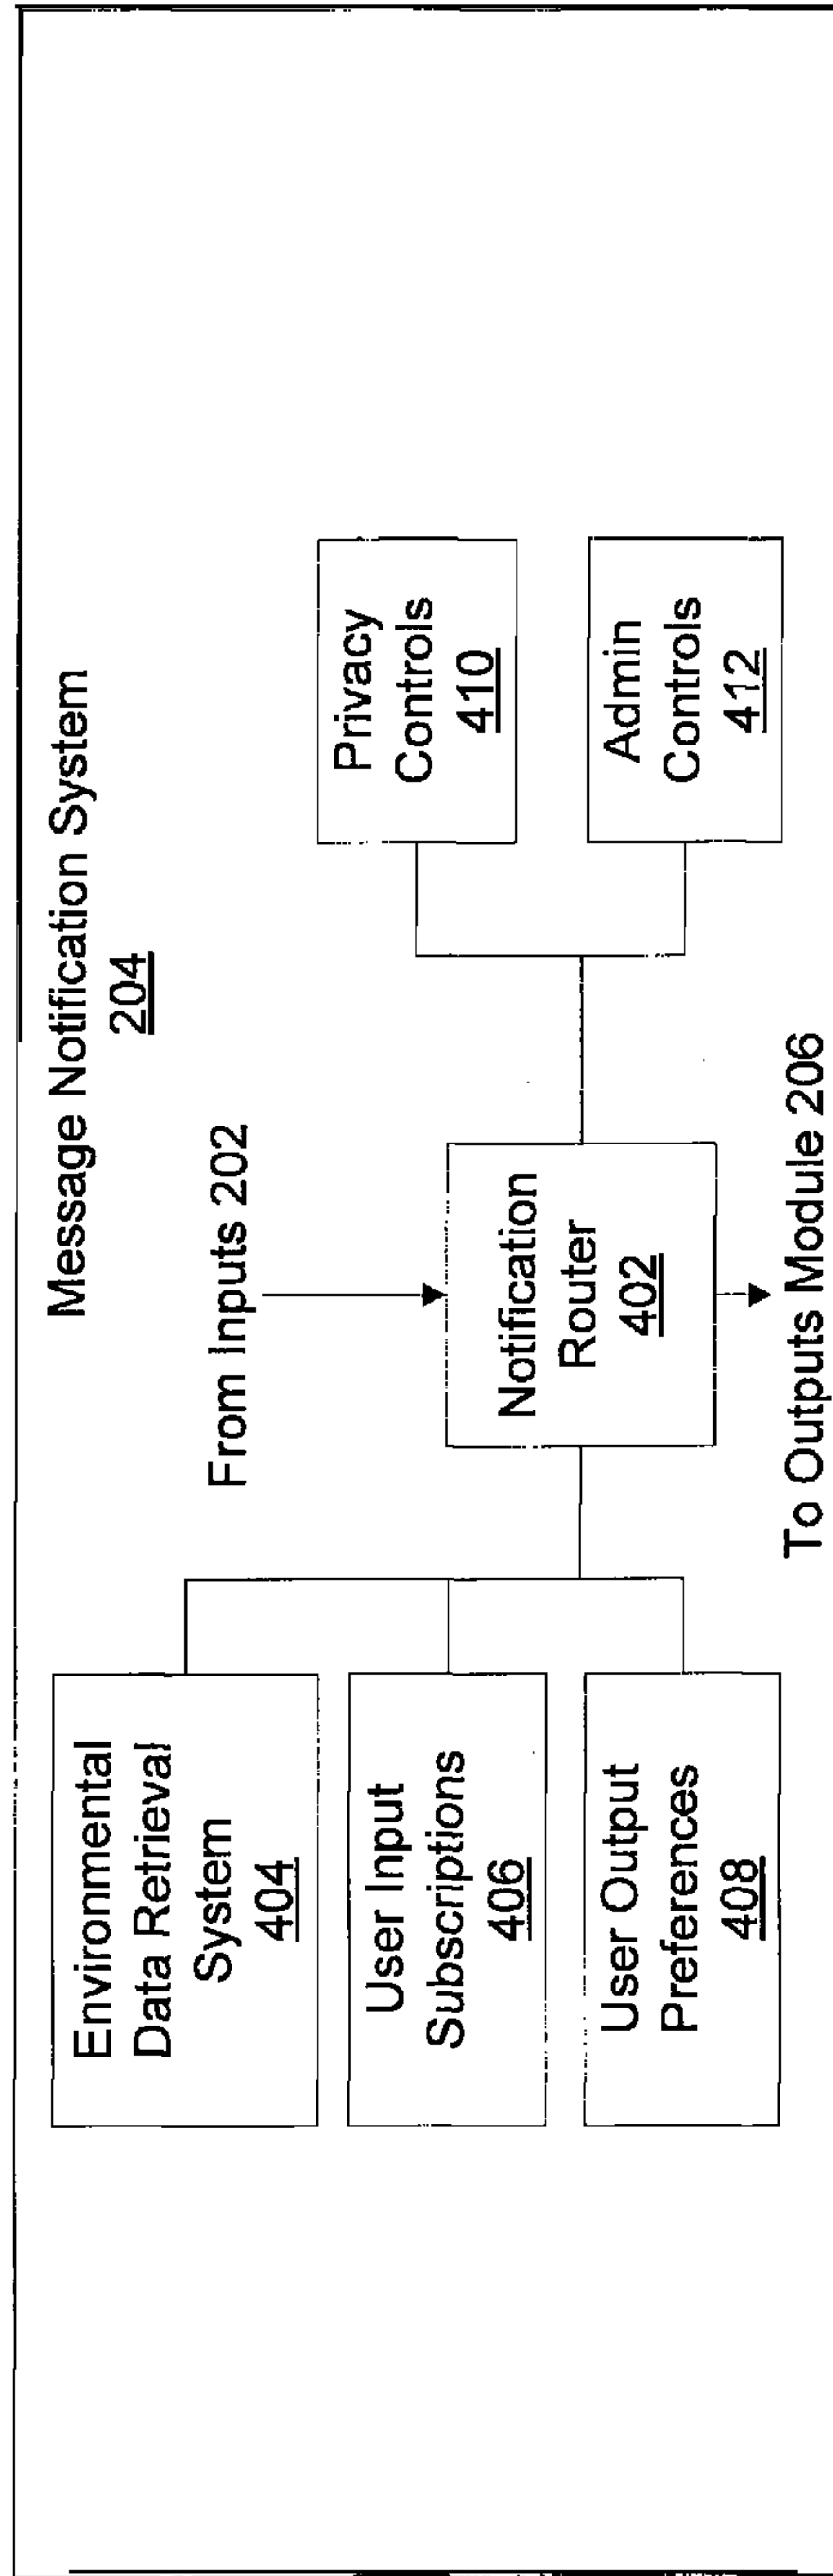 Message Notification System
204
From Inputs 202
Environmental
Data Retrieval
System
404
User Input
Subscriptions
406
User Output
Preferences
408
Notification
Router
402
Privacy
Controls
410
Admin
Controls
412
To Outputs Module 206